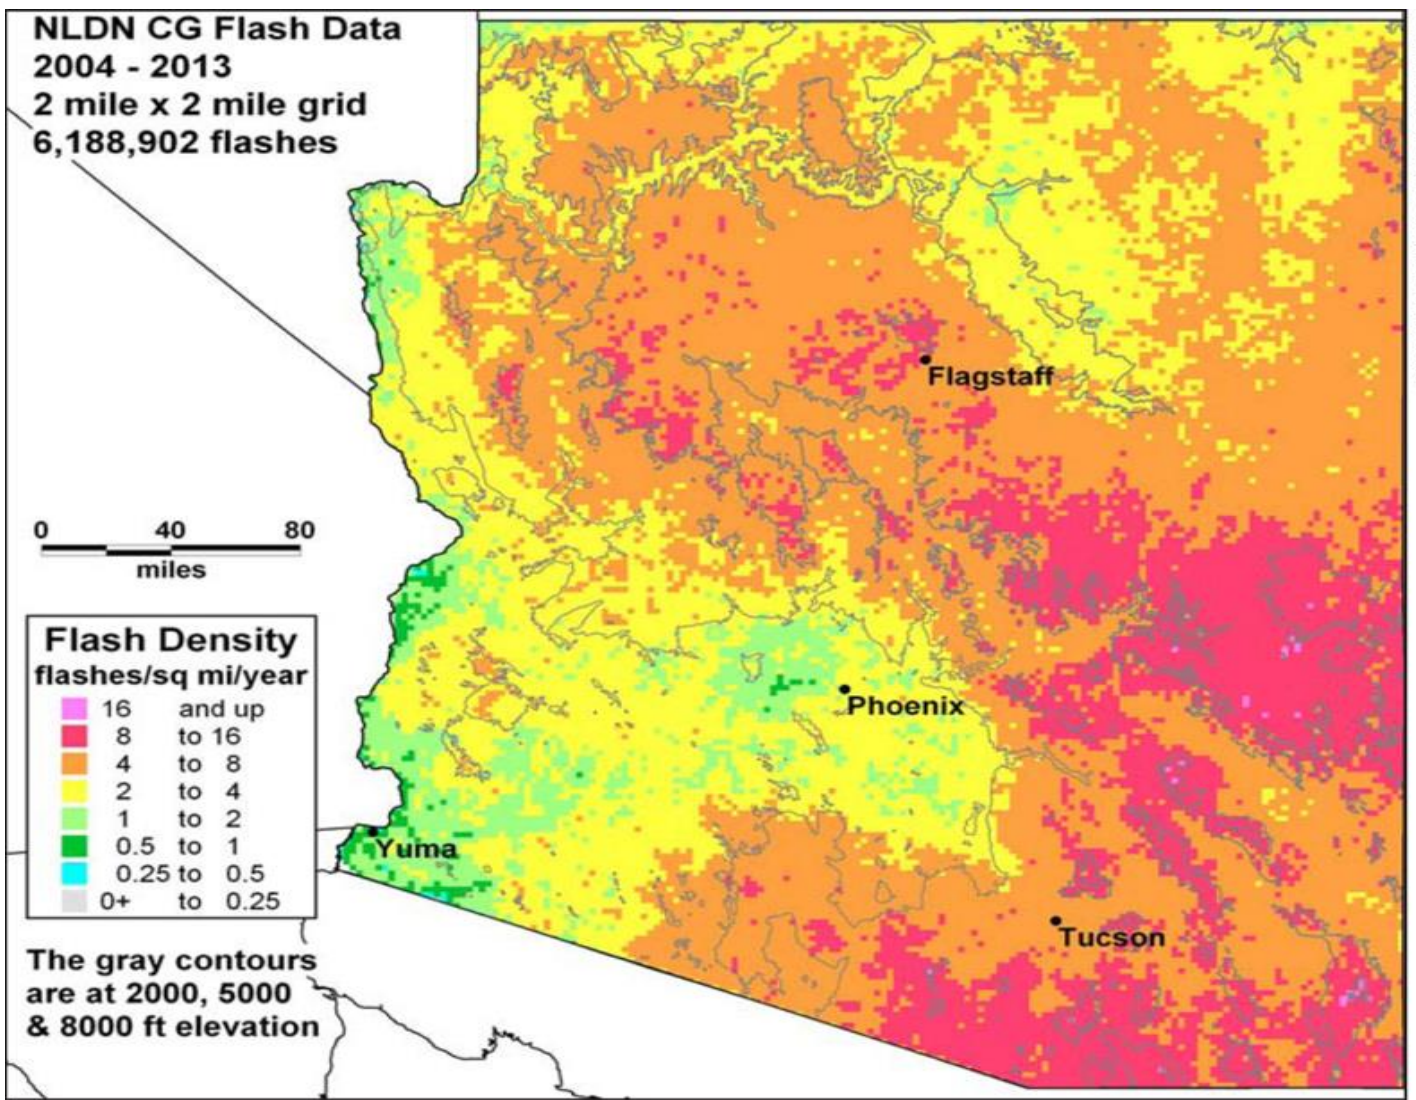 NLDN CG Flash Data
2004 - 2013
2 mile x 2 mile grid
6,188,902 flashes
Flagstaff
0 40 80
miles
Flash Density
flashes/sq mi/year
16 and up
8 to 16
4 to 8
2 to 4
1 to 2
0.5 to 1
0.25 to 0.5
0+ to 0.25
Phoenix
Yuma
Tucson
The gray contours
are at 2000, 5000
& 8000 ft elevation